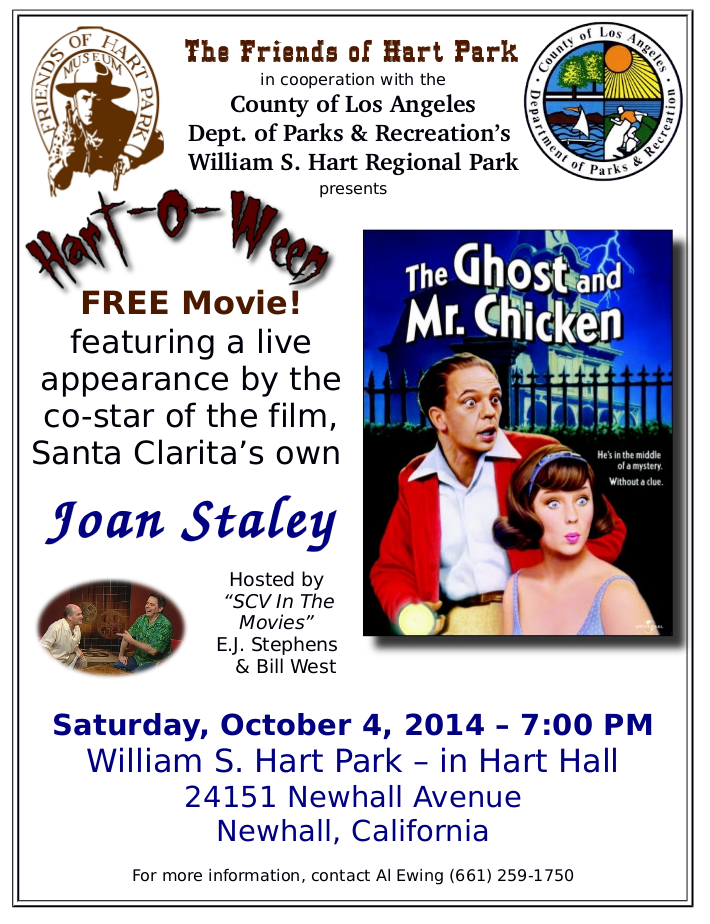 FRIENDS OF HART PARK
MUSEUM
The Friends of Hart Park
in cooperation with the
County of Los Angeles
Dept. of Parks & Recreation's
William S. Hart Regional Park
presents
County of Los Angeles
Department of Parks & Recreation
Hart-O-Ween
FREE Movie!
featuring a live
appearance by the
co-star of the film,
Santa Clarita's own
Joan Staley
The Ghost and
Mr. Chicken
He's in the middle
of a mystery.
Without a clue.
UNIVERSAL
Hosted by
“SCV In The
Movies”
E.J. Stephens
& Bill West
Saturday, October 4, 2014 – 7:00 PM
William S. Hart Park – in Hart Hall
24151 Newhall Avenue
Newhall, California
For more information, contact Al Ewing (661) 259-1750